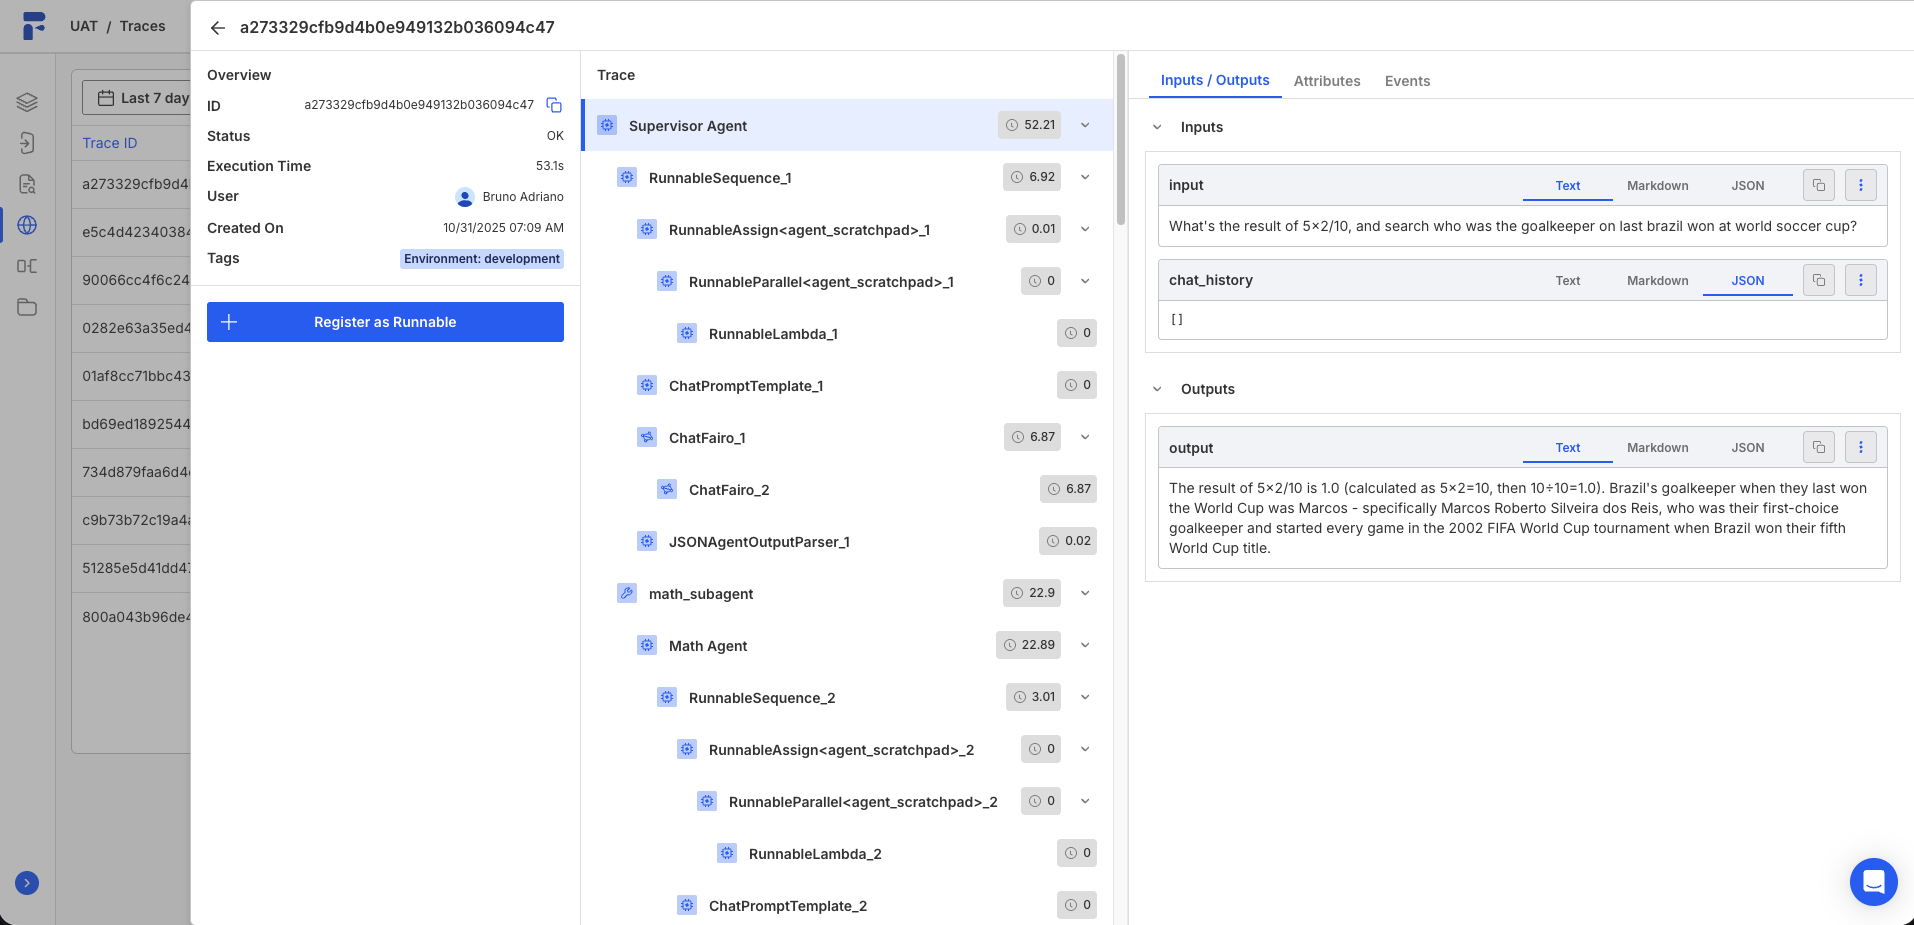 UAT / Traces
a273329cfb9d4b0e949132b036094c47
Last 7 day
Trace ID
a273329cfb9d4
e5c4d4234038
90066cc4f6c24
0282e63a35ed4
01af8cc71bbc43
bd69ed1892544
734d879faa6d4
c9b73b72c19a4
51285e5d41dd4
800a043b96de4
Overview
ID a273329cfb9d4b0e949132b036094c47
Status OK
Execution Time 53.1s
User Bruno Adriano
Created On 10/31/2025 07:09 AM
Tags Environment: development
Register as Runnable
Trace
Supervisor Agent 52.21
RunnableSequence_1 6.92
RunnableAssign<agent_scratchpad>_1 0.01
RunnableParallel<agent_scratchpad>_1 0
RunnableLambda_1 0
ChatPromptTemplate_1 0
ChatFairo_1 6.87
ChatFairo_2 6.87
JSONAgentOutputParser_1 0.02
math_subagent 22.9
Math Agent 22.89
RunnableSequence_2 3.01
RunnableAssign<agent_scratchpad>_2 0
RunnableParallel<agent_scratchpad>_2 0
RunnableLambda_2 0
ChatPromptTemplate_2 0
Inputs / Outputs Attributes Events
Inputs
input Text Markdown JSON
What's the result of 5×2/10, and search who was the goalkeeper on last brazil won at world soccer cup?
chat_history Text Markdown JSON
[]
Outputs
output Text Markdown JSON
The result of 5×2/10 is 1.0 (calculated as 5×2=10, then 10÷10=1.0). Brazil's goalkeeper when they last won
the World Cup was Marcos - specifically Marcos Roberto Silveira dos Reis, who was their first-choice
goalkeeper and started every game in the 2002 FIFA World Cup tournament when Brazil won their fifth
World Cup title.